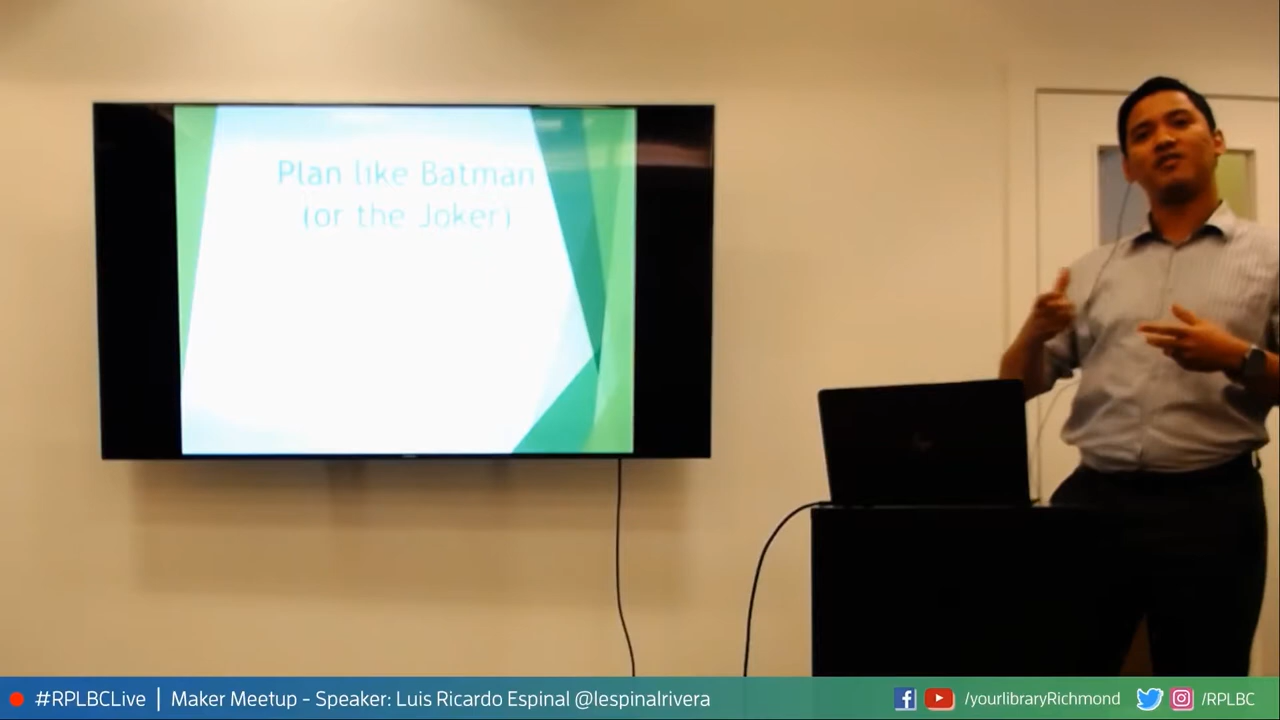 Plan like Batman
(or the Joker)
#RPLBCLive | Maker Meetup - Speaker: Luis Ricardo Espinal @lespinalrivera
/yourlibraryRichmond
/RPLBC